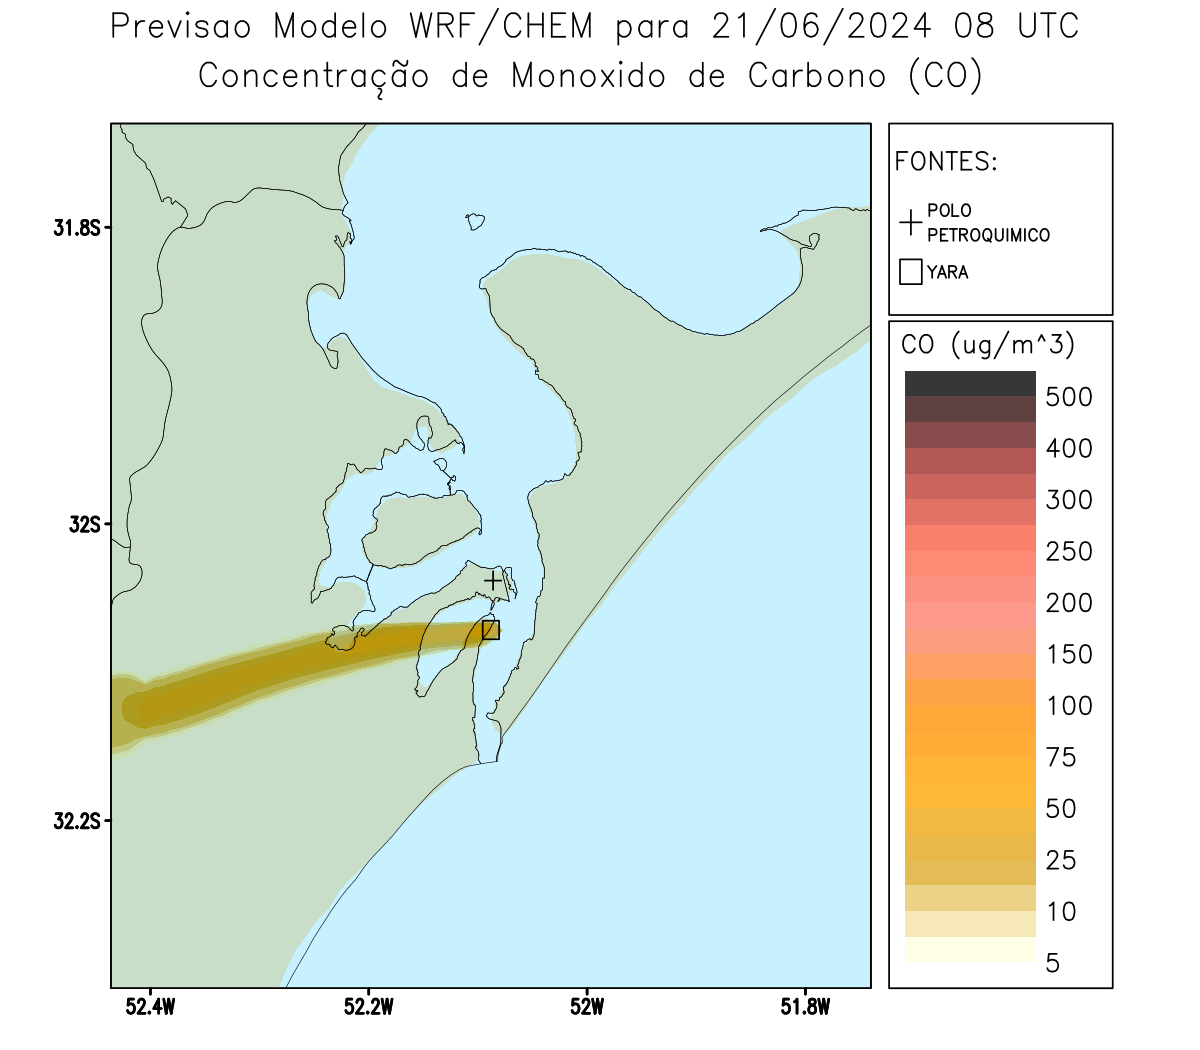 Previsao Modelo WRF/CHEM para 21/06/2024 08 UTC
Concentração de Monoxido de Carbono (CO)
FONTES:
POLO
PETROQUIMICO
YARA
CO (ug/m^3)
500
400
300
250
200
150
100
75
50
25
10
5
31.8S
32S
32.2S
52.4W
52.2W
52W
51.8W